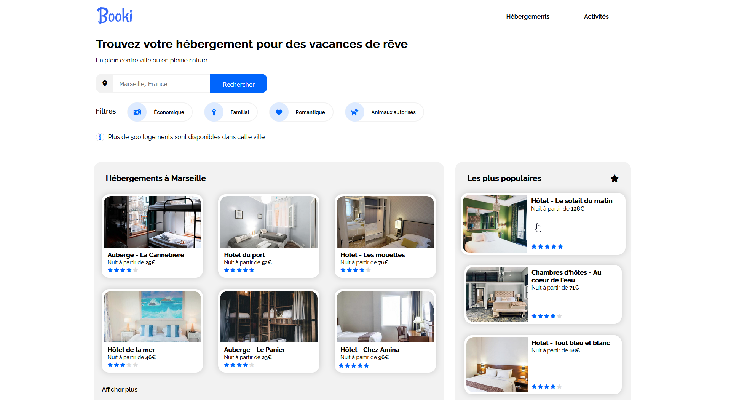 Booki
Hébergements
Activités
Trouvez votre hébergement pour des vacances de rêve
En plein centre-ville ou en pleine nature
Marseille, France
Rechercher
Filtres
Économique
Familial
Romantique
Animaux autorisés
Plus de 500 logements sont disponibles dans cette ville
Hébergements à Marseille
Auberge - La Cannebière
Nuit à partir de 25€
Hôtel du port
Nuit à partir de
Hôtel - Les mouettes
Nuit à partir de
Hôtel de la mer
Nuit à partir de 46€
Auberge - Le Panier
Nuit à partir de 23€
Hôtel - Chez Amina
Nuit à partir de 96€
Afficher plus
Les plus populaires
Hôtel - Le soleil du matin
Nuit à partir de 128€
Chambres d'hôtes - Au
coeur de l'eau
Nuit à partir de 71€
Hôtel - Tout bleu et blanc
Nuit à partir de